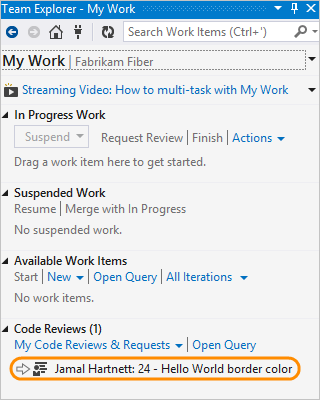 Team Explorer - My Work
Search Work Items (Ctrl+')
My Work | Fabrikam Fiber
Streaming Video: How to multi-task with My Work
In Progress Work
Suspend | Request Review | Finish | Actions
Drag a work item here to get started.
Suspended Work
Resume | Merge with In Progress
No suspended work.
Available Work Items
Start | New | Open Query | All Iterations
No work items.
Code Reviews (1)
My Code Reviews & Requests | Open Query
Jamal Hartnett: 24 - Hello World border color